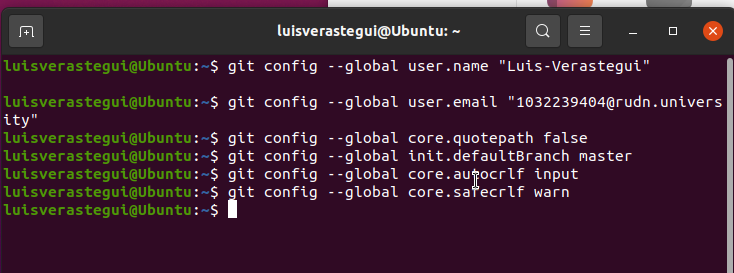 luisverastegui@Ubuntu: ~
luisverastegui@Ubuntu:~$ git config --global user.name "Luis-Verastegui"
luisverastegui@Ubuntu:~$ git config --global user.email "1032239404@rudn.univers
ity"
luisverastegui@Ubuntu:~$ git config --global core.quotepath false
luisverastegui@Ubuntu:~$ git config --global init.defaultBranch master
luisverastegui@Ubuntu:~$ git config --global core.autocrlf input
luisverastegui@Ubuntu:~$ git config --global core.safecrlf warn
luisverastegui@Ubuntu:~$